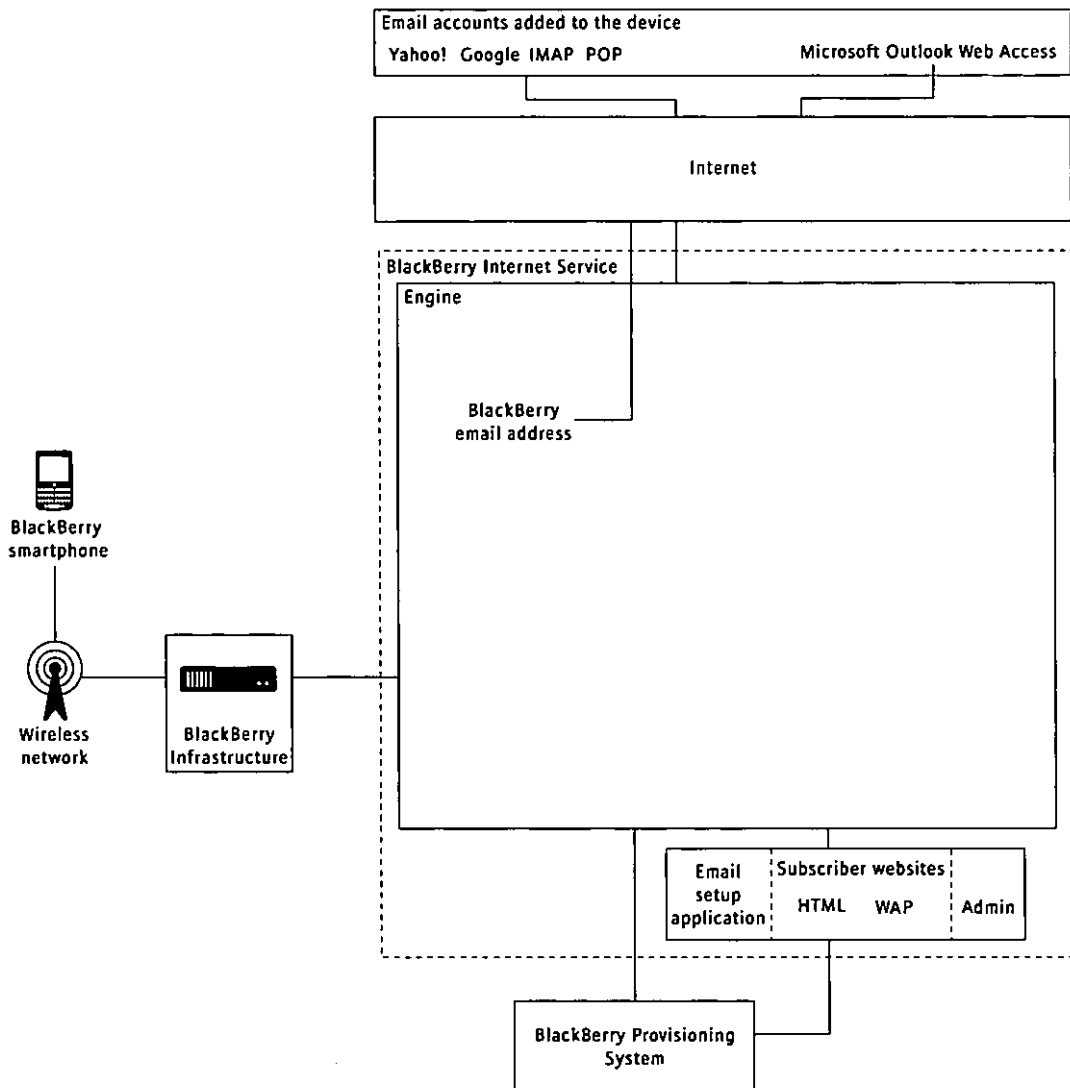 Email accounts added to the device
Yahoo! Google IMAP POP
Microsoft Outlook Web Access
Internet
BlackBerry Internet Service
Engine
BlackBerry
email address
BlackBerry
smartphone
Wireless
network
BlackBerry
Infrastructure
Email
setup
application
Subscriber websites
HTML WAP
Admin
BlackBerry Provisioning
System